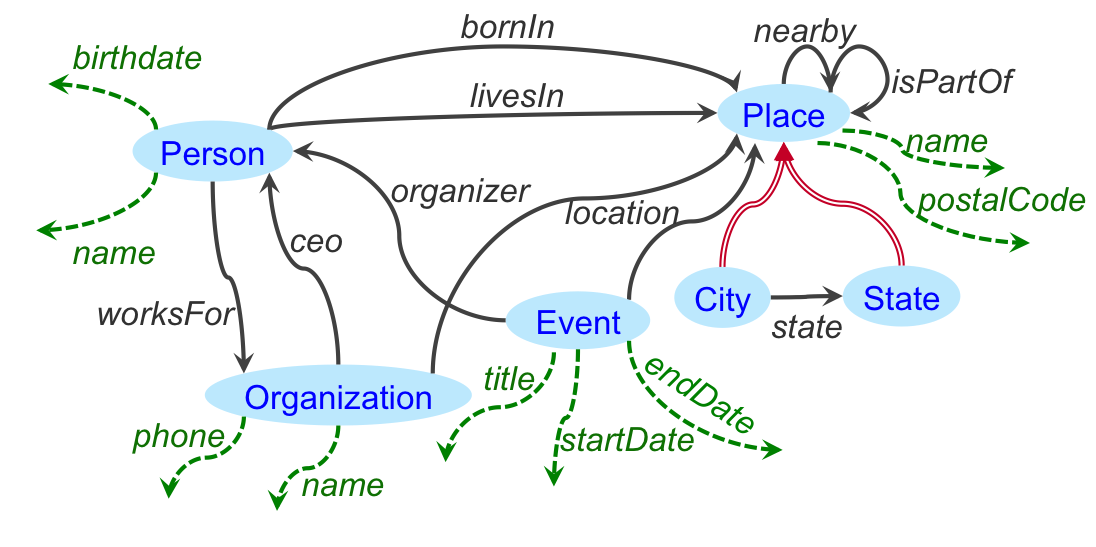 bornIn
nearby
birthdate
livesIn
isPartOf
Place
name
Person
organizer
postalCode
location
ceo
name
City
State
worksFor
Event
state
title
endDate
Organization
phone
startDate
name